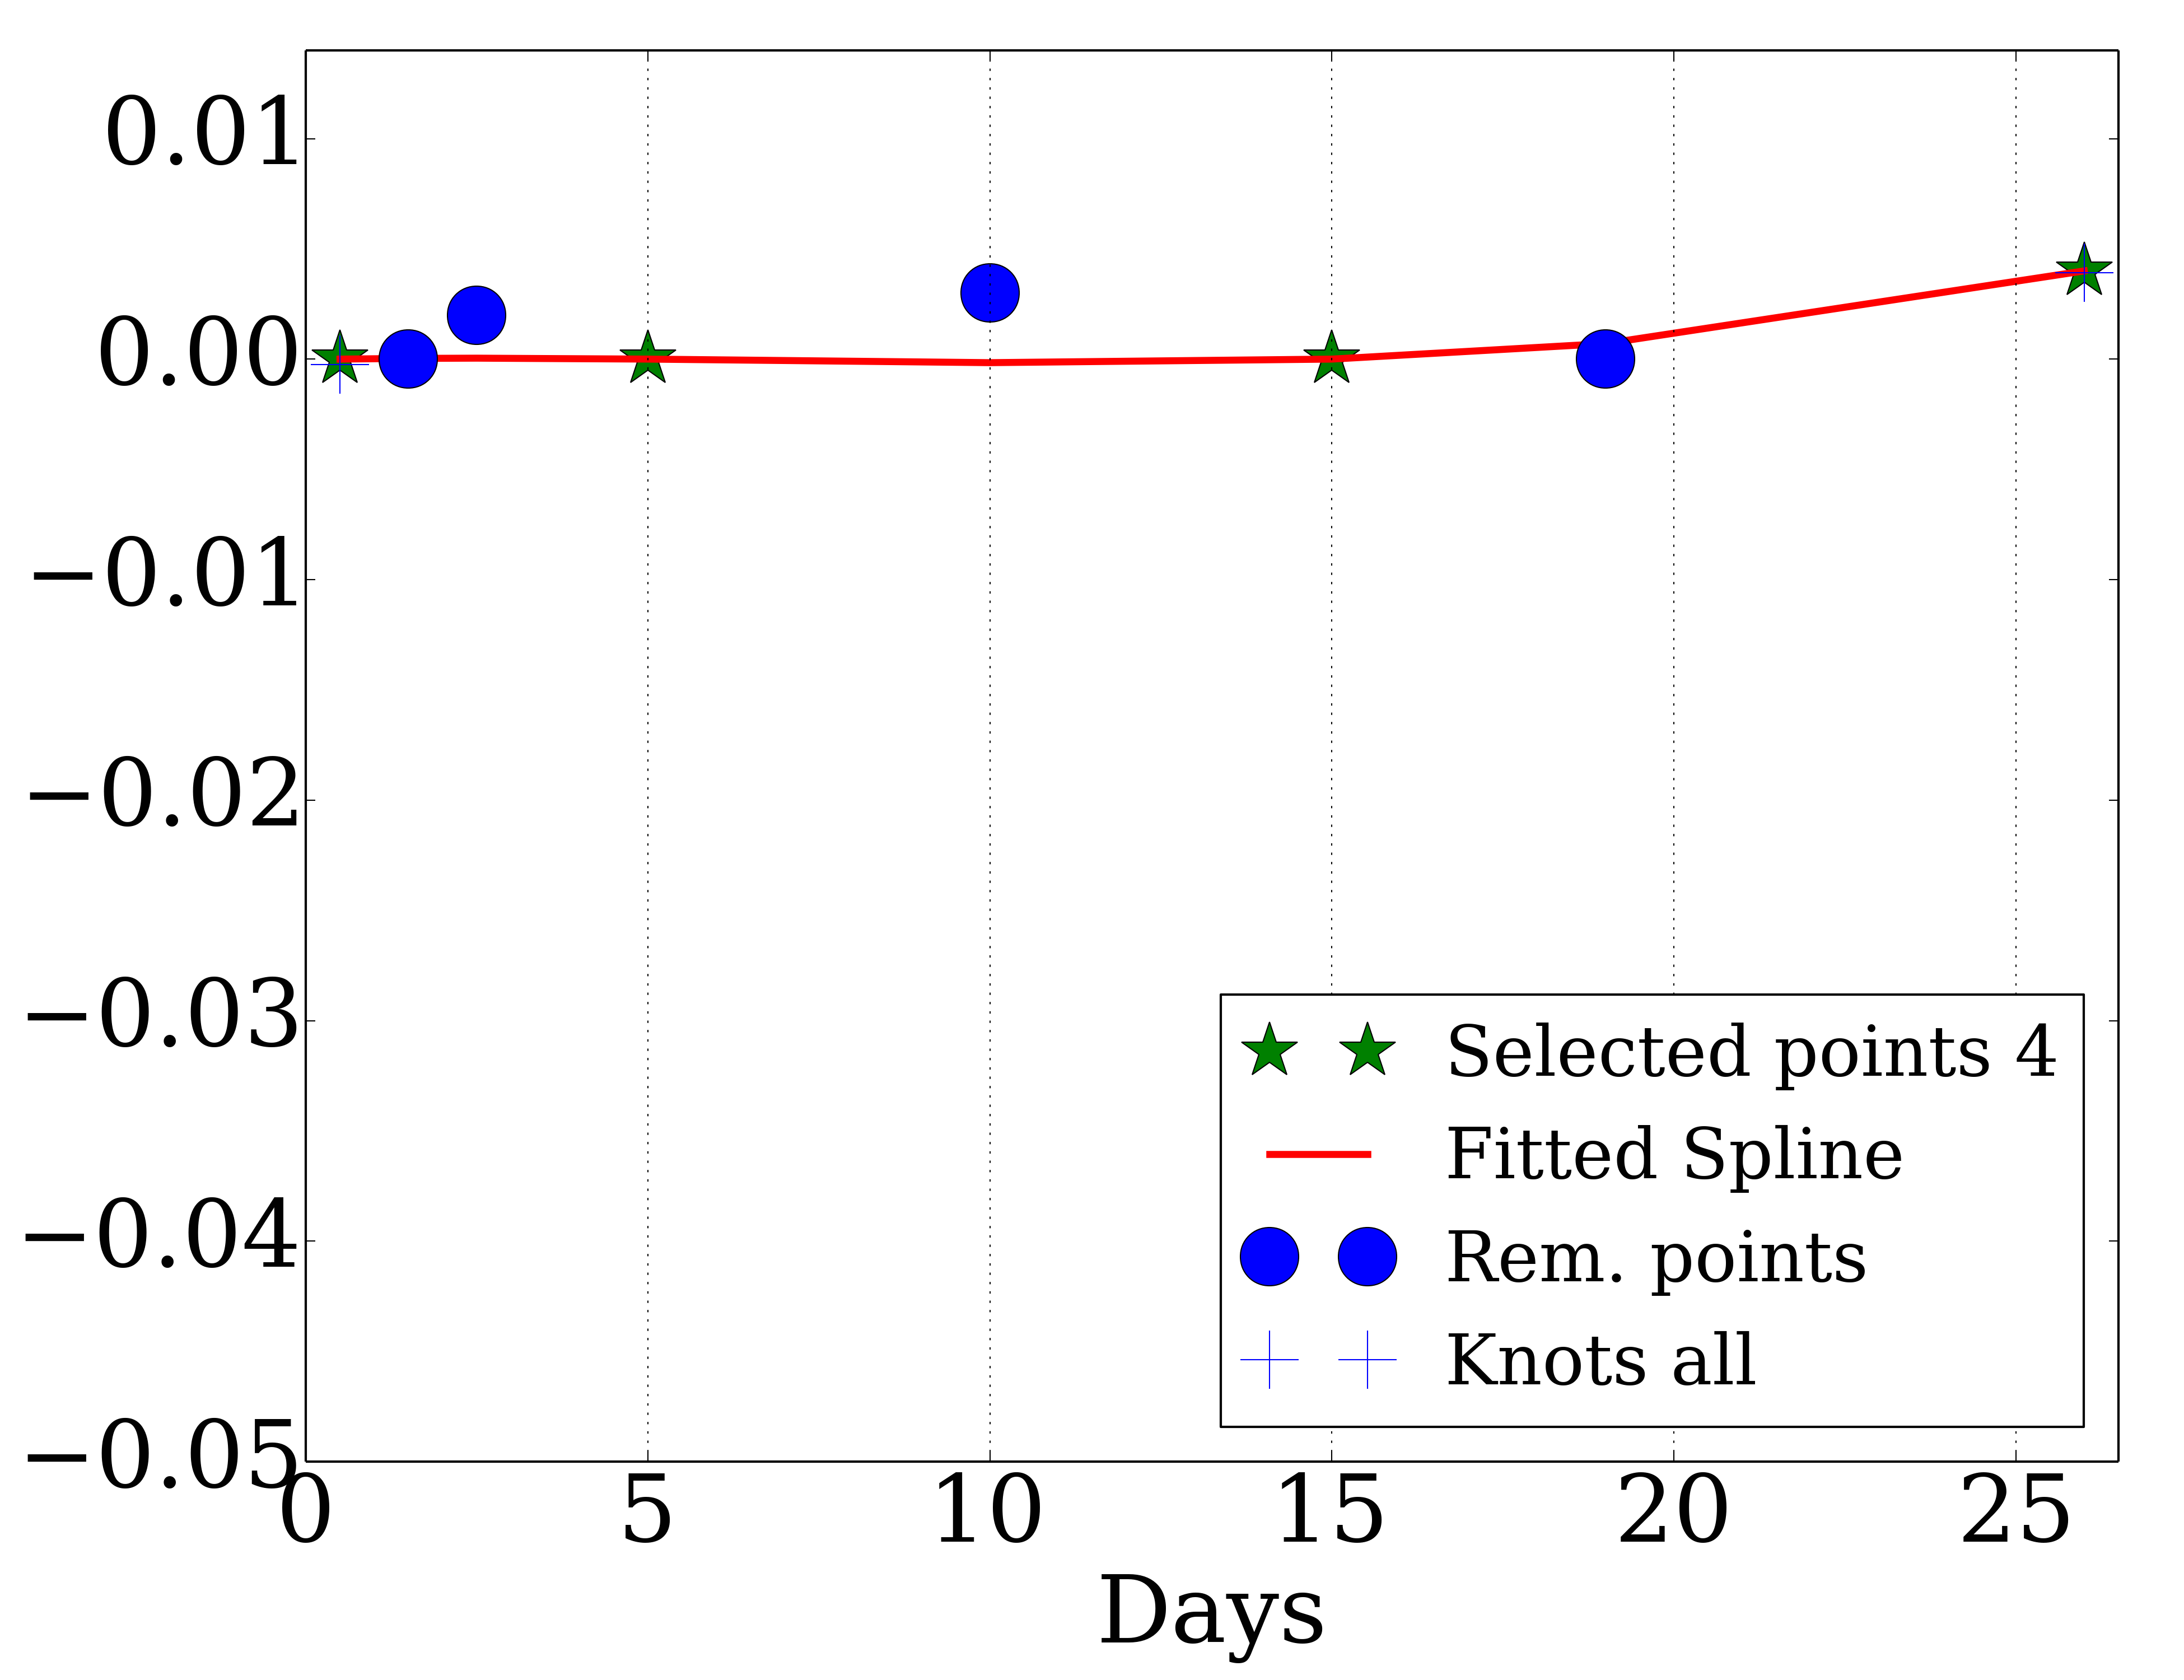 0.01
0.00
−0.01
−0.02
−0.03
−0.04
−0.05
Selected points 4
Fitted Spline
Rem. points
Knots all
0 5 10 15 20 25
Days